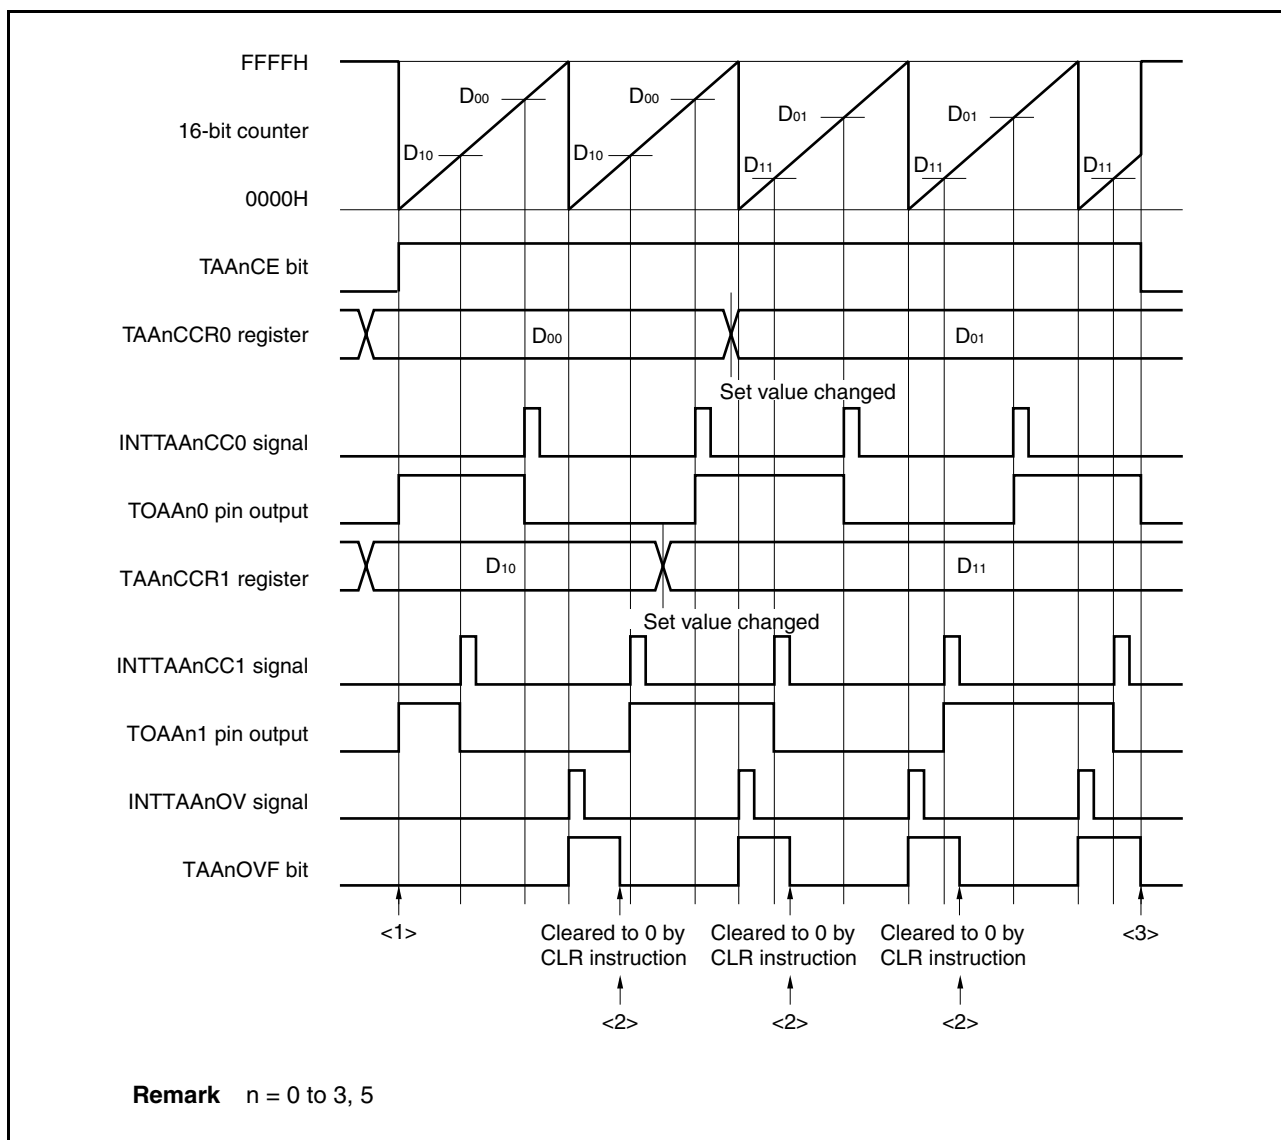 FFFFH
D00
D00
D01
D01
16-bit counter
D10
D10
D11
D11
D11
0000H
TAAnCE bit
TAAnCCR0 register
D00
D01
Set value changed
INTTAAnCC0 signal
TOAAn0 pin output
TAAnCCR1 register
D10
D11
Set value changed
INTTAAnCC1 signal
TOAAn1 pin output
INTTAAnOV signal
TAAnOVF bit
<1>
Cleared to 0 by
CLR instruction
<2>
Cleared to 0 by
CLR instruction
<2>
Cleared to 0 by
CLR instruction
<2>
<3>
Remark n = 0 to 3, 5